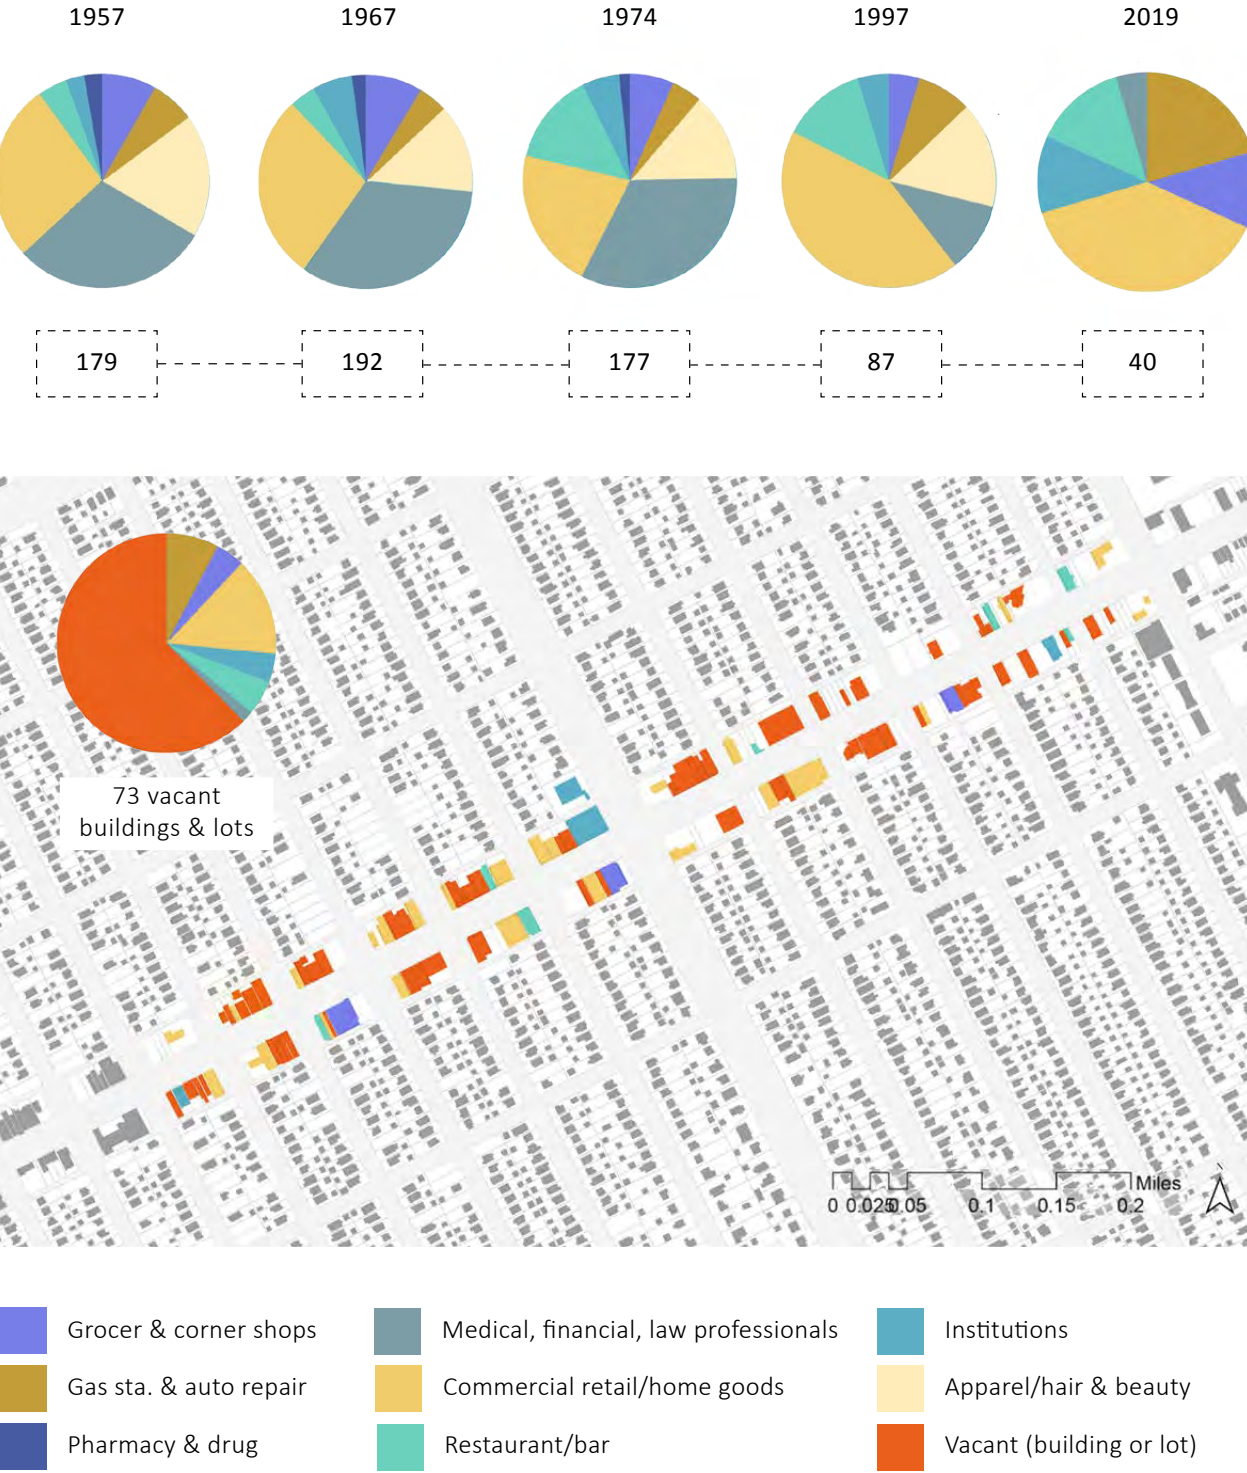 1957 1967 1974 1997 2019
179 192 177 87 40
73 vacant
buildings & lots
Miles
0 0.025 0.05 0.1 0.15 0.2
N
Grocer & corner shops
Medical, financial, law professionals
Institutions
Gas sta. & auto repair
Commercial retail/home goods
Apparel/hair & beauty
Pharmacy & drug
Restaurant/bar
Vacant (building or lot)